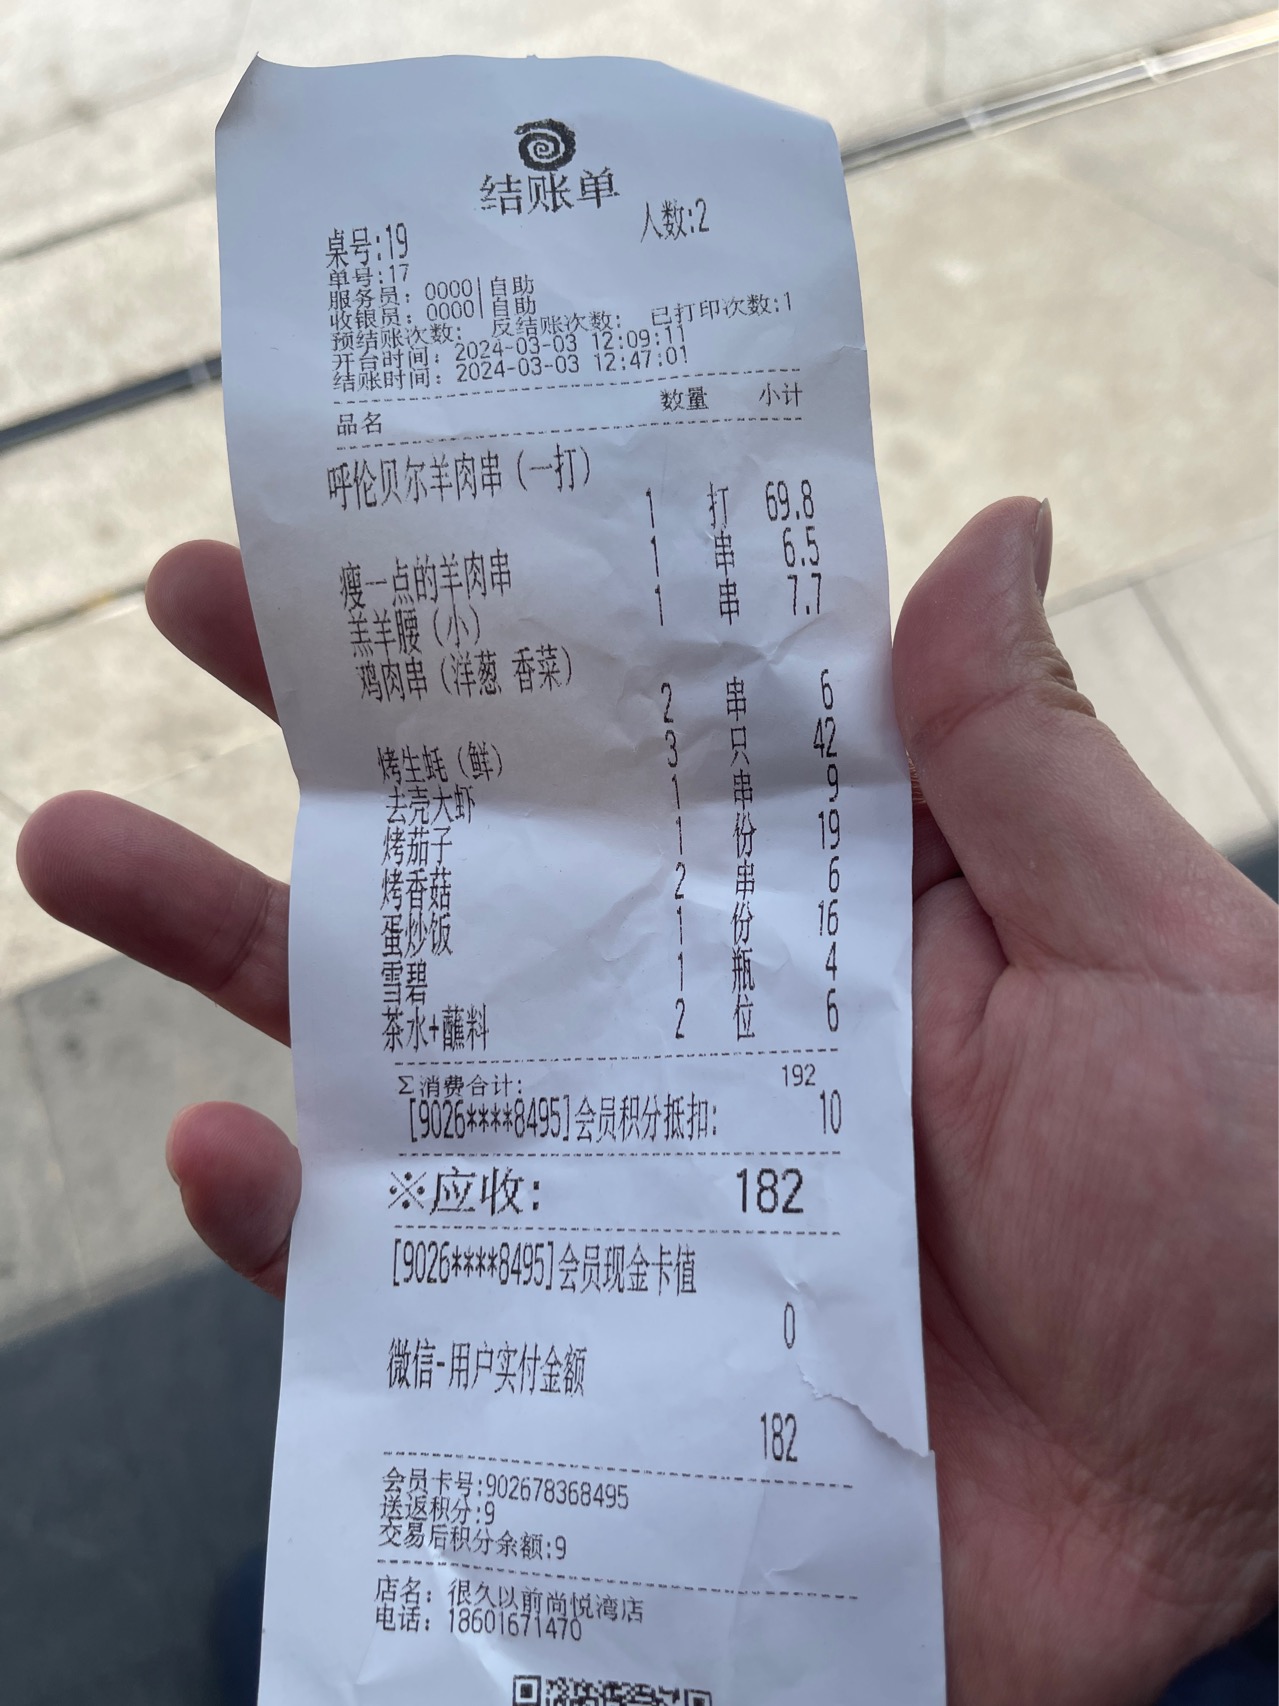 结账单
桌号:19 人数:2
单号:17
服务员: 0000|自助
收银员: 0000|自助
预结账次数: 反结账次数: 已打印次数:1
开台时间: 2024-03-03 12:09:11
结账时间: 2024-03-03 12:47:01
品名 数量 小计
呼伦贝尔羊肉串(一打)
1 打 69.8
瘦一点的羊肉串 1 串 6.5
羔羊腰(小) 1 串 7.7
鸡肉串(洋葱 香菜)
2 串 6
烤生蚝(鲜) 3 只 42
去壳大虾 1 串 9
烤茄子 1 份 19
烤香菇 2 串 6
蛋炒饭 1 份 16
雪碧 1 瓶 4
茶水+蘸料 2 位 6
Σ消费合计: 192
[9026****8495]会员积分抵扣: 10
※应收: 182
[9026****8495]会员现金卡值
0
微信-用户实付金额
182
会员卡号:902678368495
送返积分:9
交易后积分余额:9
店名: 很久以前尚悦湾店
电话: 18601671470